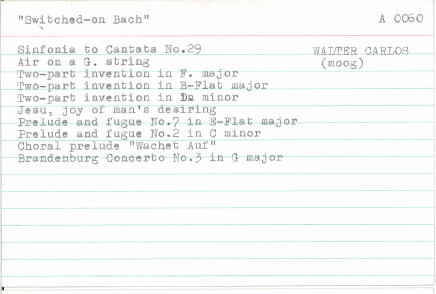 "Switched-on Bach" A 0050
Sinfonia to Cantata No.29 WALTER CARLOS
Air on a G. string (moog)
Two-part invention in F. major
Two-part invention in B-Flat major
Two-part invention in D minor
Jesu, joy of man's desiring
Prelude and fugue No.7 in E-Flat major
Prelude and fugue No.2 in C minor
Choral prelude "Wachet Auf"
Brandenburg Concerto No.3 in G major